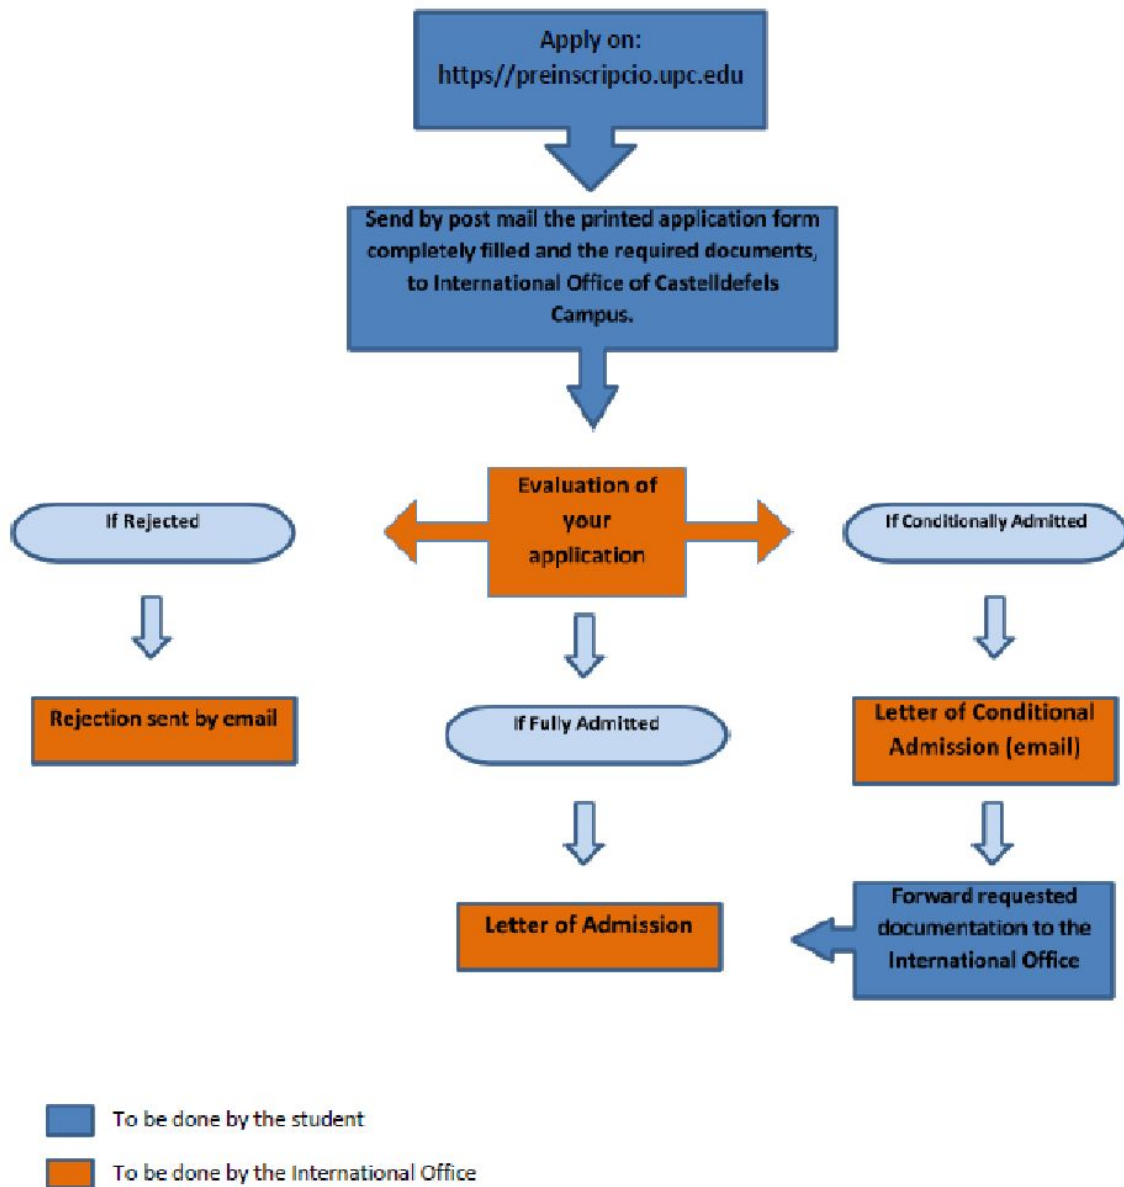 Apply on:
https//preinscripcio.upc.edu
Send by post mail the printed application form
completely filled and the required documents,
to International Office of Castelldefels
Campus.
Evaluation of
your
application
If Rejected
If Conditionally Admitted
Rejection sent by email
If Fully Admitted
Letter of Conditional
Admission (email)
Letter of Admission
Forward requested
documentation to the
International Office
To be done by the student
To be done by the International Office